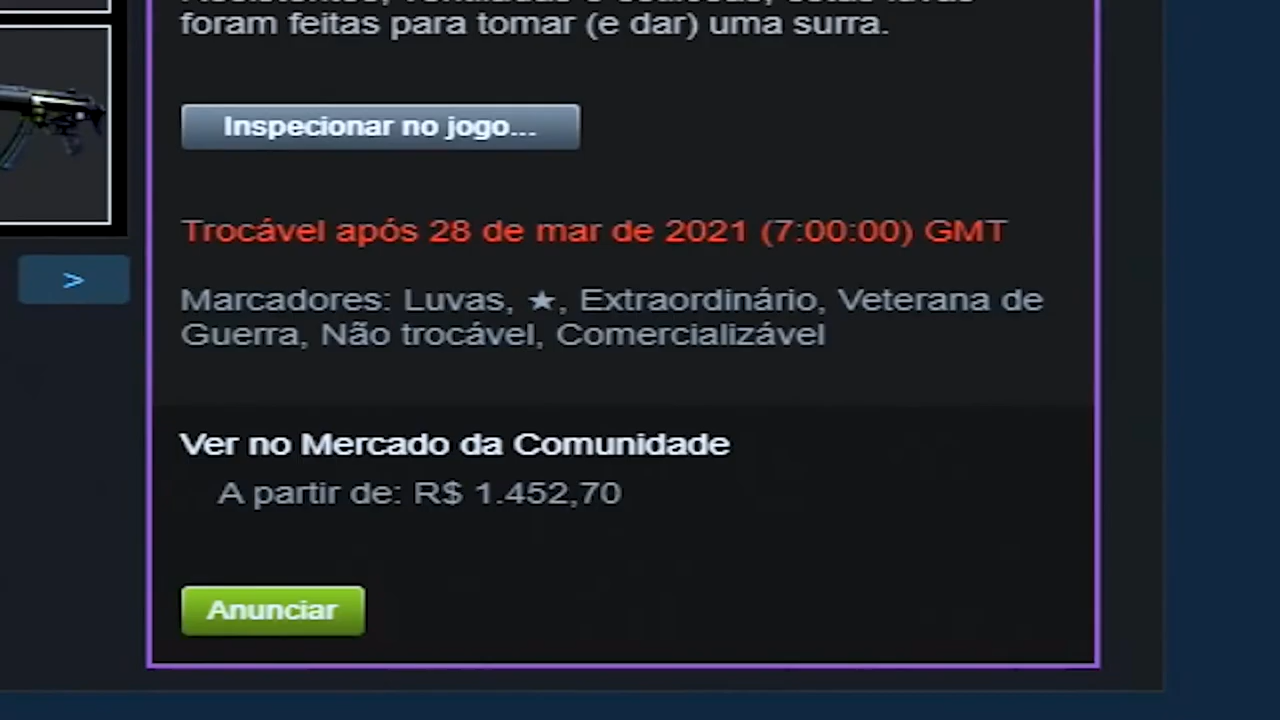 foram feitas para tomar (e dar) uma surra.
Inspecionar no jogo...
Trocável após 28 de mar de 2021 (7:00:00) GMT
>
Marcadores: Luvas, ★, Extraordinário, Veterana de
Guerra, Não trocável, Comercializável
Ver no Mercado da Comunidade
A partir de: R$ 1.452,70
Anunciar